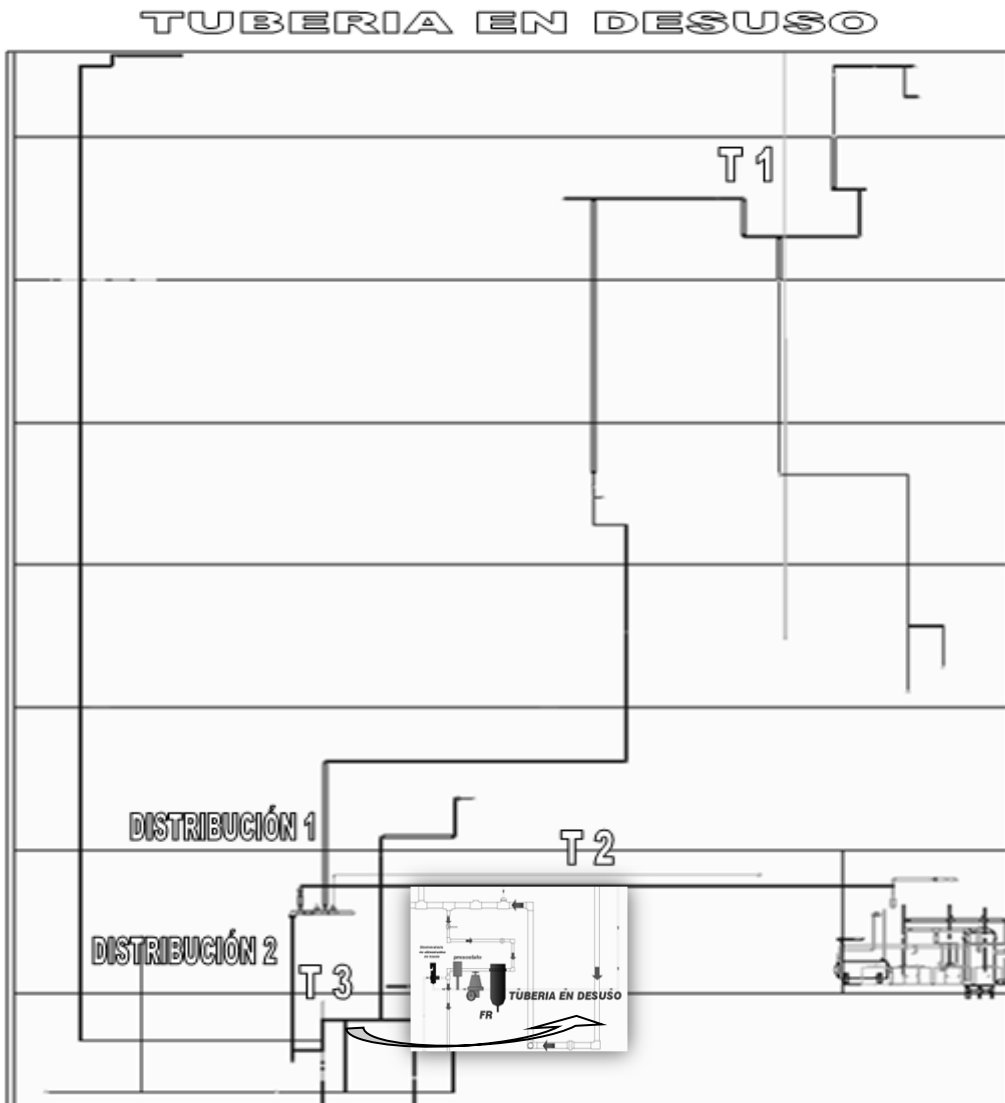 TUBERIA EN DESUSO
T 1
DISTRIBUCIÓN 1
T 2
DISTRIBUCIÓN 2
T 3
presostato
TUBERIA EN DESUSO
FR